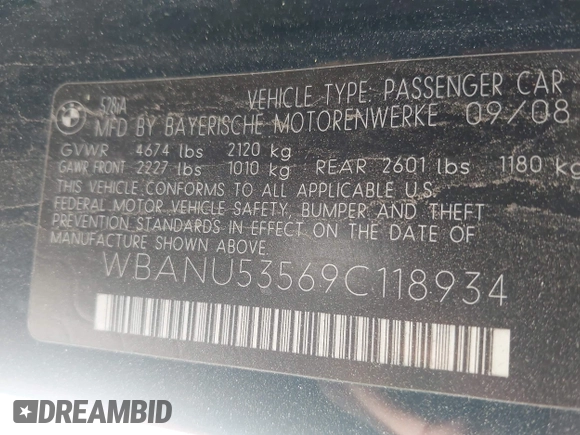 BMW
528iA VEHICLE TYPE: PASSENGER CAR
MFD BY BAYERISCHE MOTORENWERKE 09/08
GVWR 4674 lbs 2120 kg
GAWR FRONT 2227 lbs 1010 kg REAR 2601 lbs 1180 kg
THIS VEHICLE CONFORMS TO ALL APPLICABLE U.S.
FEDERAL MOTOR VEHICLE SAFETY, BUMPER AND THEFT
PREVENTION STANDARDS IN EFFECT ON THE DATE OF
MANUFACTURE SHOWN ABOVE.
WBANU53569C118934
DREAMBID